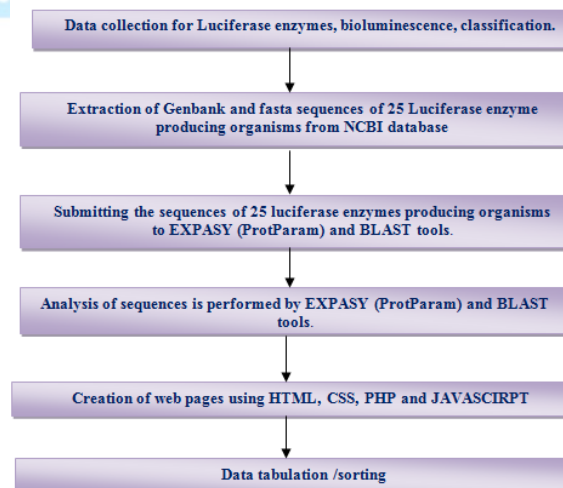 Data collection for Luciferase enzymes, bioluminescence, classification.
Extraction of Genbank and fasta sequences of 25 Luciferase enzyme
producing organisms from NCBI database
Submitting the sequences of 25 luciferase enzymes producing organisms
to EXPASY (ProtParam) and BLAST tools.
Analysis of sequences is performed by EXPASY (ProtParam) and BLAST
tools.
Creation of web pages using HTML, CSS, PHP and JAVASCIRPT
Data tabulation /sorting